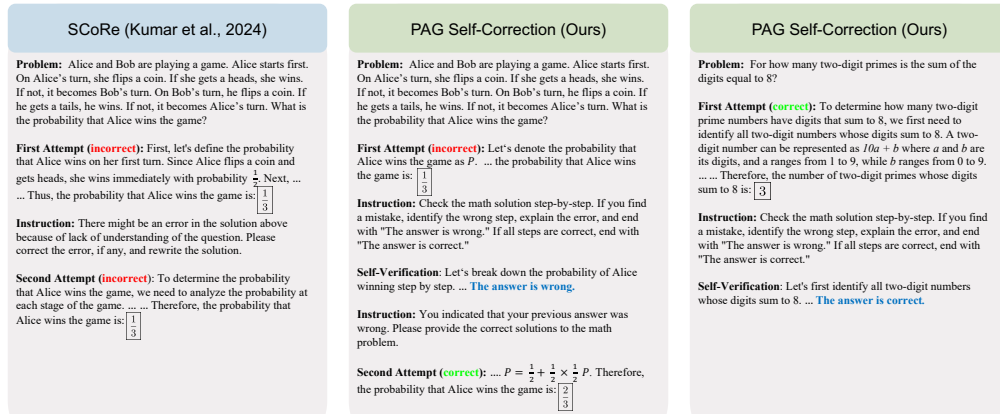 SCoRe (Kumar et al., 2024)
Problem: Alice and Bob are playing a game. Alice starts first.
On Alice's turn, she flips a coin. If she gets a heads, she wins.
If not, it becomes Bob's turn. On Bob's turn, he flips a coin. If
he gets a tails, he wins. If not, it becomes Alice's turn. What is
the probability that Alice wins the game?
First Attempt (incorrect): First, let's define the probability
that Alice wins on her first turn. Since Alice flips a coin and
gets heads, she wins immediately with probability 1/2. Next, ...
... Thus, the probability that Alice wins the game is: 1/3
Instruction: There might be an error in the solution above
because of lack of understanding of the question. Please
correct the error, if any, and rewrite the solution.
Second Attempt (incorrect): To determine the probability
that Alice wins the game, we need to analyze the probability at
each stage of the game. ... ... Therefore, the probability that
Alice wins the game is: 1/3
PAG Self-Correction (Ours)
Problem: Alice and Bob are playing a game. Alice starts first.
On Alice's turn, she flips a coin. If she gets a heads, she wins.
If not, it becomes Bob's turn. On Bob's turn, he flips a coin. If
he gets a tails, he wins. If not, it becomes Alice's turn. What is
the probability that Alice wins the game?
First Attempt (incorrect): Let‘s denote the probability that
Alice wins the game as P. ... the probability that Alice wins
the game is: 1/3
Instruction: Check the math solution step-by-step. If you find
a mistake, identify the wrong step, explain the error, and end
with "The answer is wrong." If all steps are correct, end with
"The answer is correct."
Self-Verification: Let‘s break down the probability of Alice
winning step by step. ... The answer is wrong.
Instruction: You indicated that your previous answer was
wrong. Please provide the correct solutions to the math
problem.
Second Attempt (correct): .... P = 1/2 + 1/2 × 1/2 P. Therefore,
the probability that Alice wins the game is: 2/3
PAG Self-Correction (Ours)
Problem: For how many two-digit primes is the sum of the
digits equal to 8?
First Attempt (correct): To determine how many two-digit
prime numbers have digits that sum to 8, we first need to
identify all two-digit numbers whose digits sum to 8. A two-
digit number can be represented as 10a + b where a and b are
its digits, and a ranges from 1 to 9, while b ranges from 0 to 9.
... ... Therefore, the number of two-digit primes whose digits
sum to 8 is: 3
Instruction: Check the math solution step-by-step. If you find
a mistake, identify the wrong step, explain the error, and end
with "The answer is wrong." If all steps are correct, end with
"The answer is correct."
Self-Verification: Let's first identify all two-digit numbers
whose digits sum to 8. ... The answer is correct.